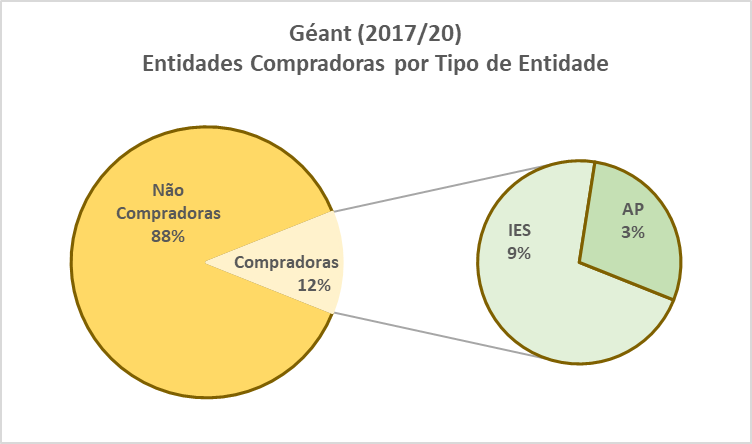 Géant (2017/20)
Entidades Compradoras por Tipo de Entidade
Não
Compradoras
88%
Compradoras
12%
IES
9%
AP
3%